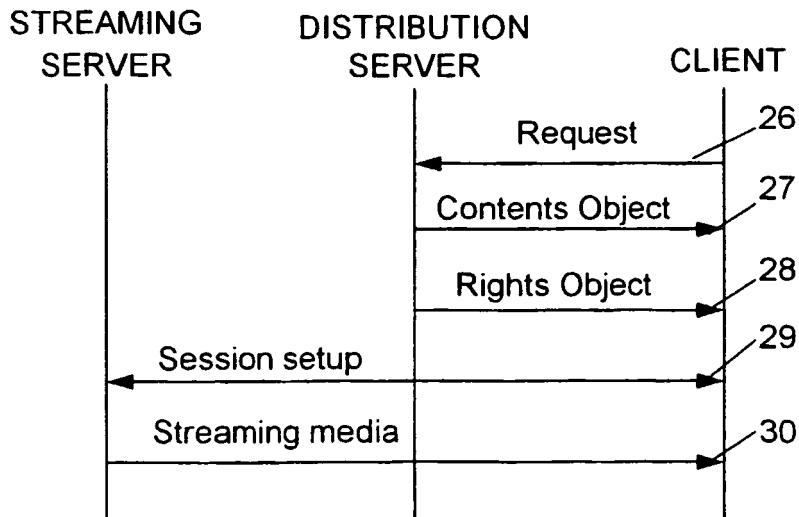 STREAMING SERVER
DISTRIBUTION SERVER
CLIENT
26
Request
Contents Object
27
Rights Object
28
Session setup
29
Streaming media
30